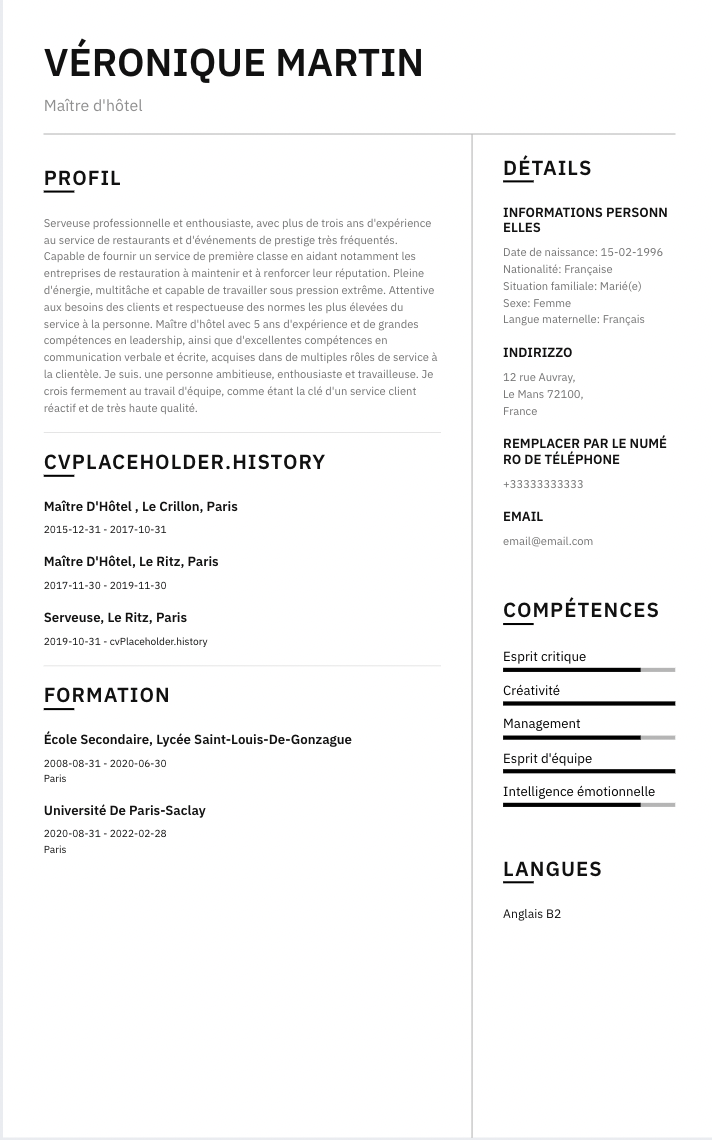 VÉRONIQUE MARTIN
Maître d'hôtel
PROFIL
Serveuse professionnelle et enthousiaste, avec plus de trois ans d'expérience
au service de restaurants et d'événements de prestige très fréquentés.
Capable de fournir un service de première classe en aidant notamment les
entreprises de restauration à maintenir et à renforcer leur réputation. Pleine
d'énergie, multitâche et capable de travailler sous pression extrême. Attentive
aux besoins des clients et respectueuse des normes les plus élevées du
service à la personne. Maître d'hôtel avec 5 ans d'expérience et de grandes
compétences en leadership, ainsi que d'excellentes compétences en
communication verbale et écrite, acquises dans de multiples rôles de service à
la clientèle. Je suis. une personne ambitieuse, enthousiaste et travailleuse. Je
crois fermement au travail d'équipe, comme étant la clé d'un service client
réactif et de très haute qualité.
CVPLACEHOLDER.HISTORY
Maître D'Hôtel , Le Crillon, Paris
2015-12-31 - 2017-10-31
Maître D'Hôtel, Le Ritz, Paris
2017-11-30 - 2019-11-30
Serveuse, Le Ritz, Paris
2019-10-31 - cvPlaceholder.history
FORMATION
École Secondaire, Lycée Saint-Louis-De-Gonzague
2008-08-31 - 2020-06-30
Paris
Université De Paris-Saclay
2020-08-31 - 2022-02-28
Paris
DÉTAILS
INFORMATIONS PERSONN
ELLES
Date de naissance: 15-02-1996
Nationalité: Française
Situation familiale: Marié(e)
Sexe: Femme
Langue maternelle: Français
INDIRIZZO
12 rue Auvray,
Le Mans 72100,
France
REMPLACER PAR LE NUMÉ
RO DE TÉLÉPHONE
+33333333333
EMAIL
email@email.com
COMPÉTENCES
Esprit critique
Créativité
Management
Esprit d'équipe
Intelligence émotionnelle
LANGUES
Anglais B2